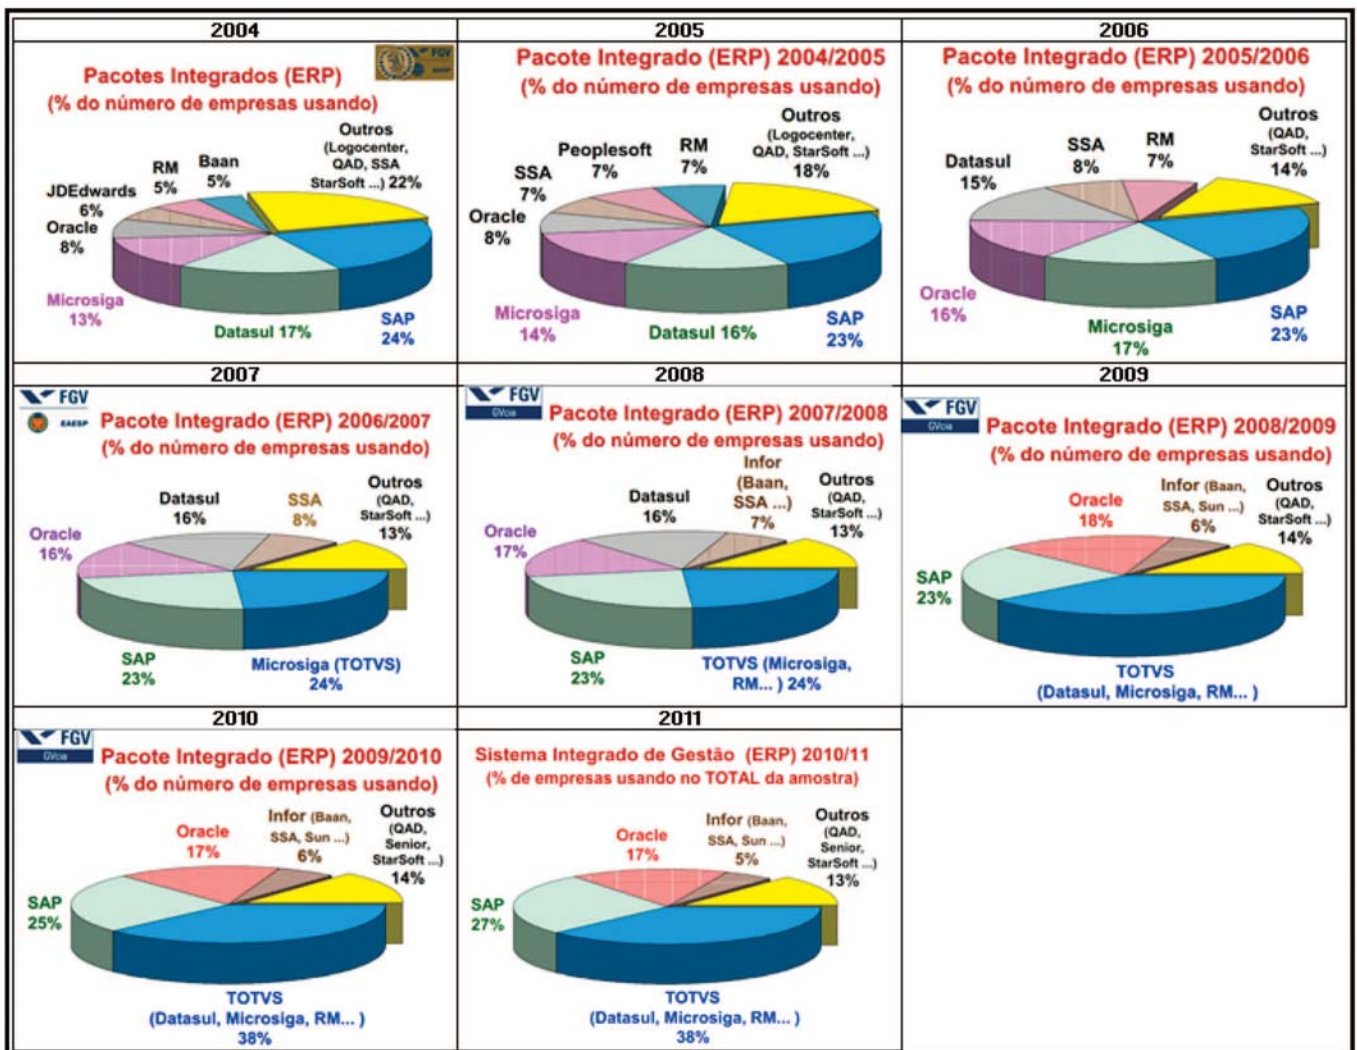 2004
FGV
EAESP
Pacotes Integrados (ERP)
(% do número de empresas usando)
Outros
(Logocenter,
QAD, SSA
StarSoft ...) 22%
Baan
5%
RM
5%
JDEdwards
6%
Oracle
8%
Microsiga
13%
Datasul 17%
SAP
24%
2005
Pacote Integrado (ERP) 2004/2005
(% do número de empresas usando)
Outros
(Logocenter,
QAD, StarSoft ...)
18%
RM
7%
Peoplesoft
7%
SSA
7%
Oracle
8%
Microsiga
14%
Datasul 16%
SAP
23%
2006
Pacote Integrado (ERP) 2005/2006
(% do número de empresas usando)
Outros
(QAD,
StarSoft ...)
14%
RM
7%
SSA
8%
Datasul
15%
Oracle
16%
Microsiga
17%
SAP
23%
2007
FGV
EAESP
Pacote Integrado (ERP) 2006/2007
(% do número de empresas usando)
Outros
(QAD,
StarSoft ...)
13%
SSA
8%
Datasul
16%
Oracle
16%
SAP
23%
Microsiga (TOTVS)
24%
2008
FGV
GVcia
Pacote Integrado (ERP) 2007/2008
(% do número de empresas usando)
Infor
(Baan,
SSA ...)
7%
Outros
(QAD,
StarSoft ...)
13%
Datasul
16%
Oracle
17%
SAP
23%
TOTVS (Microsiga,
RM... ) 24%
2009
FGV
GVcia
Pacote Integrado (ERP) 2008/2009
(% do número de empresas usando)
Oracle
18%
Infor (Baan,
SSA, Sun ...)
6%
Outros
(QAD,
StarSoft ...)
14%
SAP
23%
TOTVS
(Datasul, Microsiga, RM... )
2010
FGV
GVcia
Pacote Integrado (ERP) 2009/2010
(% do número de empresas usando)
Oracle
17%
Infor (Baan,
SSA, Sun ...)
6%
Outros
(QAD,
Senior,
StarSoft ...)
14%
SAP
25%
TOTVS
(Datasul, Microsiga, RM... )
38%
2011
Sistema Integrado de Gestão (ERP) 2010/11
(% de empresas usando no TOTAL da amostra)
Oracle
17%
Infor (Baan,
SSA, Sun ...)
5%
Outros
(QAD,
Senior,
StarSoft ...)
13%
SAP
27%
TOTVS
(Datasul, Microsiga, RM... )
38%